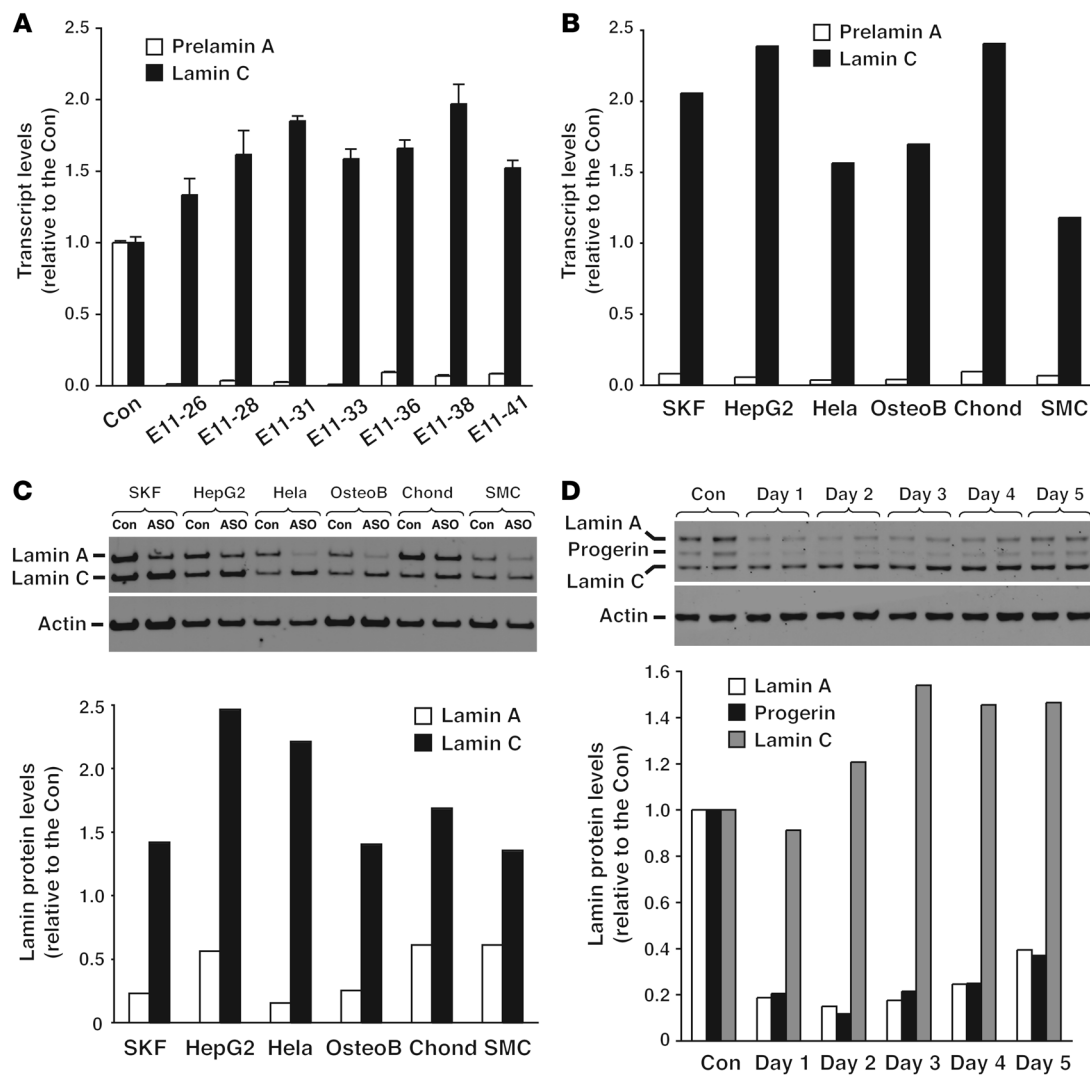 A
Transcript levels
(relative to the Con)
2.5
2.0
1.5
1.0
0.5
0.0
Prelamin A
Lamin C
Con
E11-26
E11-28
E11-31
E11-33
E11-36
E11-38
E11-41
B
Transcript levels
(relative to the Con)
2.5
2.0
1.5
1.0
0.5
0.0
Prelamin A
Lamin C
SKF HepG2 Hela OsteoB Chond SMC
C
SKF HepG2 Hela OsteoB Chond SMC
Con ASO Con ASO Con ASO Con ASO Con ASO Con ASO
Lamin A
Lamin C
Actin
Lamin protein levels
(relative to the Con)
2.5
2.0
1.5
1.0
0.5
0
Lamin A
Lamin C
SKF HepG2 Hela OsteoB Chond SMC
D
Con Day 1 Day 2 Day 3 Day 4 Day 5
Lamin A
Progerin
Lamin C
Actin
Lamin protein levels
(relative to the Con)
1.6
1.4
1.2
1.0
0.8
0.6
0.4
0.2
0
Lamin A
Progerin
Lamin C
Con Day 1 Day 2 Day 3 Day 4 Day 5